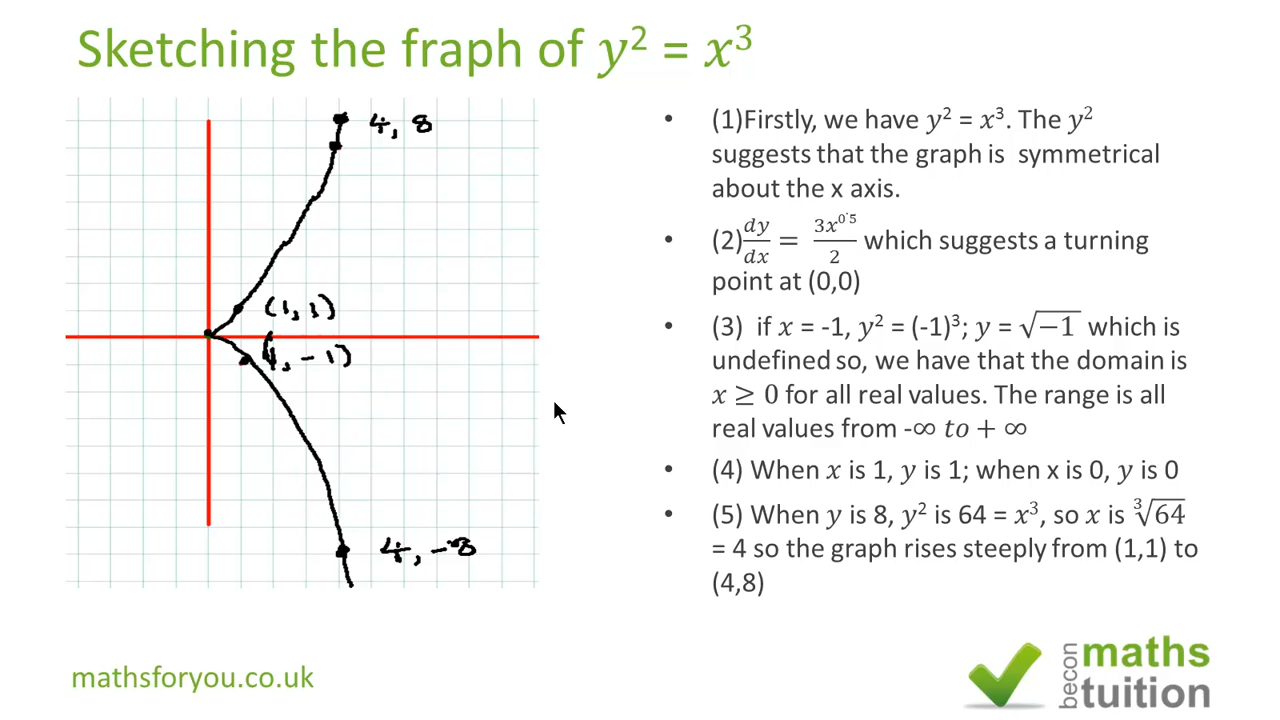 Sketching the fraph of y² = x³
4, 8
(1, 1)
(1, -1)
4, -8
• (1)Firstly, we have y² = x³. The y²
suggests that the graph is symmetrical
about the x axis.
• (2) dy/dx = 3x^0.5/2 which suggests a turning
point at (0,0)
• (3) if x = -1, y² = (-1)³; y = √−1 which is
undefined so, we have that the domain is
x ≥ 0 for all real values. The range is all
real values from -∞ to + ∞
• (4) When x is 1, y is 1; when x is 0, y is 0
• (5) When y is 8, y² is 64 = x³, so x is ∛64
= 4 so the graph rises steeply from (1,1) to
(4,8)
mathsforyou.co.uk
becon
maths
tuition